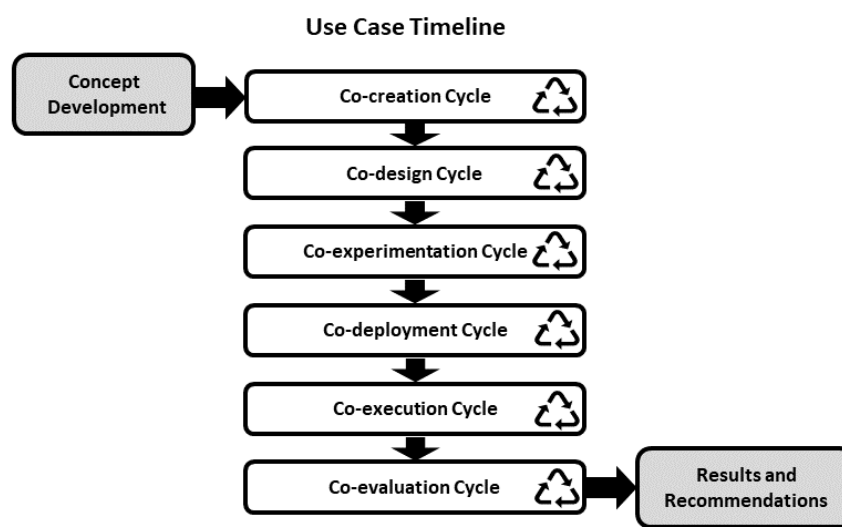 Use Case Timeline
Concept
Development
Co-creation Cycle
Co-design Cycle
Co-experimentation Cycle
Co-deployment Cycle
Co-execution Cycle
Co-evaluation Cycle
Results and
Recommendations